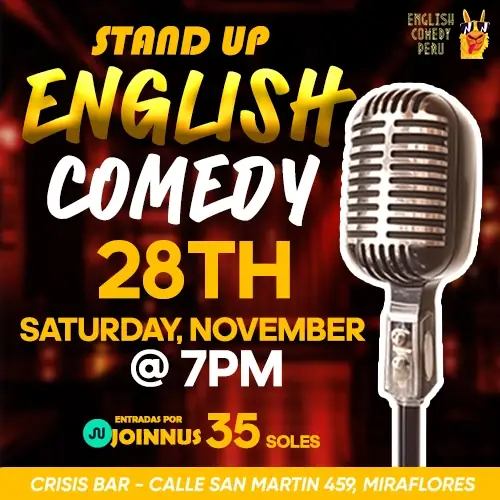 ENGLISH
COMEDY
PERU
STAND UP
ENGLISH
COMEDY
28TH
SATURDAY, NOVEMBER
@ 7PM
ENTRADAS POR
JOINNUS 35 SOLES
CRISIS BAR - CALLE SAN MARTIN 459, MIRAFLORES